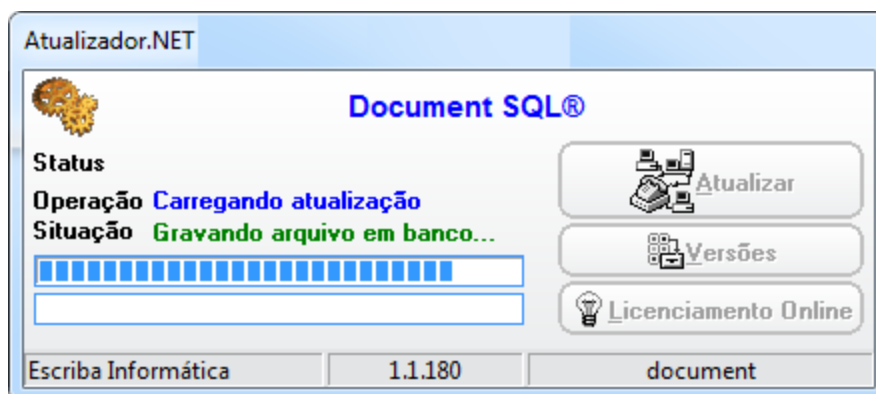 Atualizador.NET
Document SQL®
Status
Operação Carregando atualização
Situação Gravando arquivo em banco...
Atualizar
Versões
Licenciamento Online
Escriba Informática 1.1.180 document